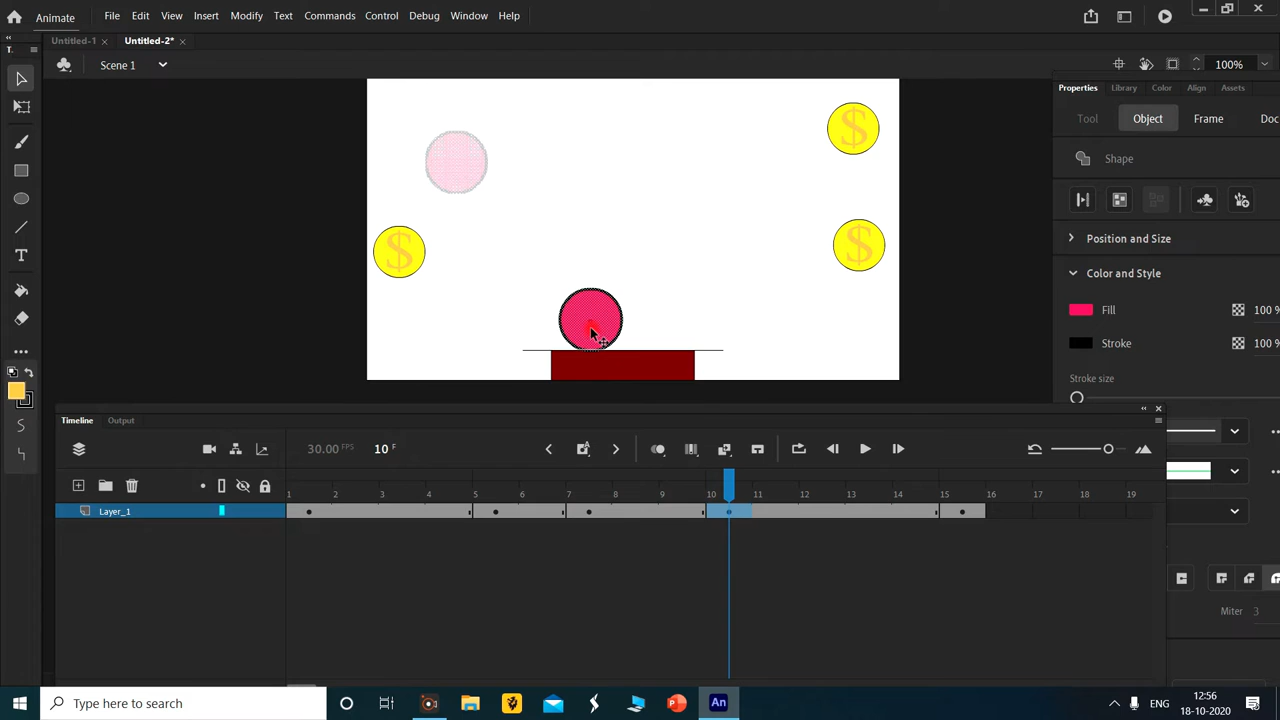 Animate File Edit View Insert Modify Text Commands Control Debug Window Help
Untitled-1 × Untitled-2* ×
Scene 1 100%
Properties Library Color Align Assets
Tool Object Frame Doc
Shape
$
$
$
Position and Size
Color and Style
Fill 100 %
Stroke 100 %
Stroke size
Timeline Output
30.00 FPS 10 F
1 2 3 4 5 6 7 8 9 10 11 12 13 14 15 16 17 18 19
Layer_1
Miter 3
Type here to search An ENG 12:56
18-10-2020